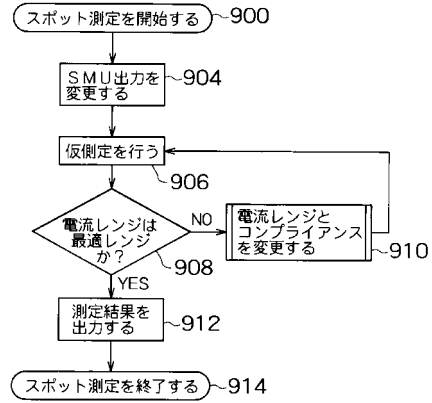 スポット測定を開始する 900
SMU出力を
変更する
904
仮側定を行う
906
電流レンジは
最適レンジ
か?
908
NO
電流レンジと
コンプライアンス
を変更する
910
YES
測定結果を
出力する
912
スポット測定を終了する 914